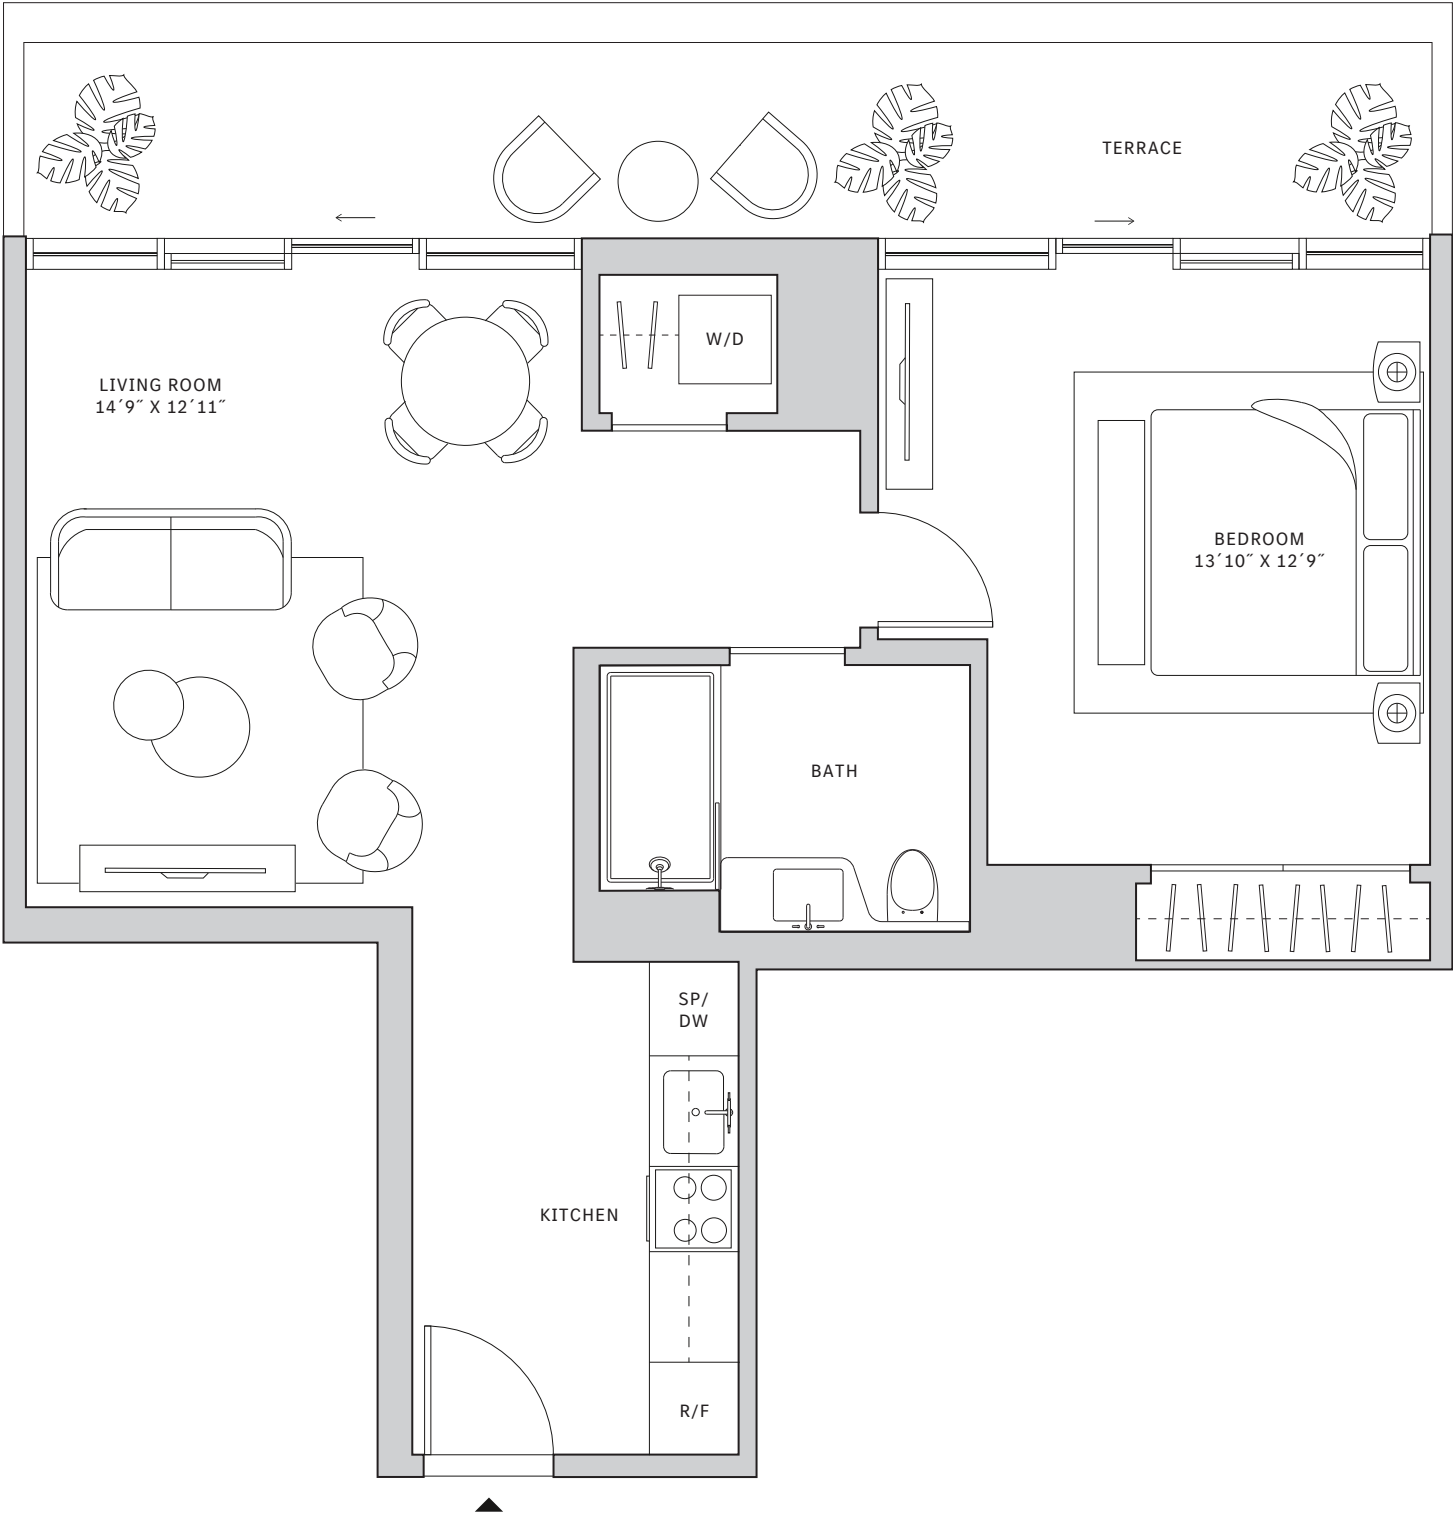 TERRACE
W/D
LIVING ROOM
14´9˝ X 12´11˝
BEDROOM
13´10˝ X 12´9˝
BATH
SP/
DW
KITCHEN
R/F